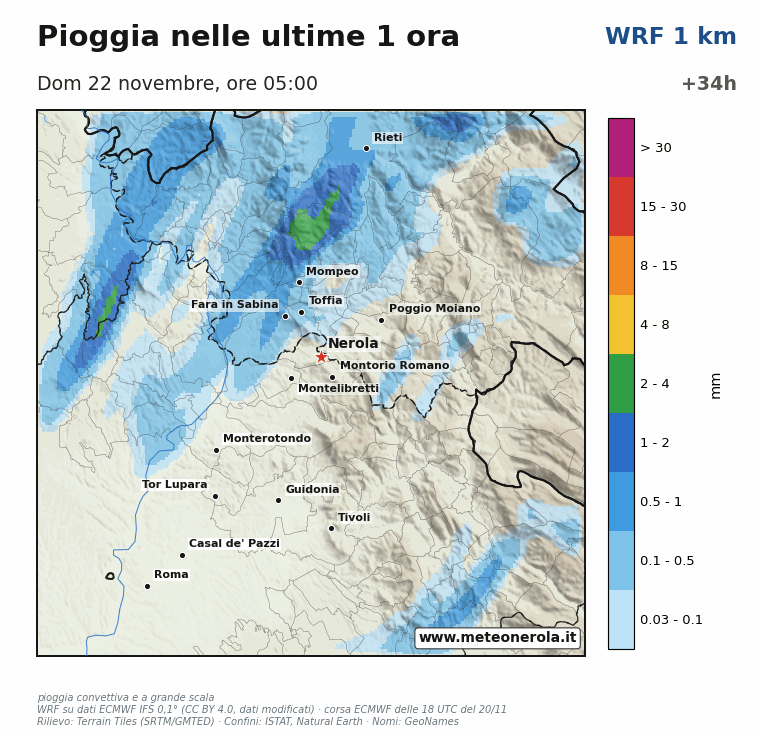 Pioggia nelle ultime 1 ora
WRF 1 km
Dom 22 novembre, ore 05:00
+34h
Rieti
Mompeo
Fara in Sabina
Toffia
Poggio Moiano
Nerola
Montorio Romano
Montelibretti
Monterotondo
Tor Lupara
Guidonia
Tivoli
Casal de' Pazzi
Roma
www.meteonerola.it
> 30
15 - 30
8 - 15
4 - 8
2 - 4
1 - 2
0.5 - 1
0.1 - 0.5
0.03 - 0.1
mm
pioggia convettiva e a grande scala
WRF su dati ECMWF IFS 0,1° (CC BY 4.0, dati modificati) · corsa ECMWF delle 18 UTC del 20/11
Rilievo: Terrain Tiles (SRTM/GMTED) · Confini: ISTAT, Natural Earth · Nomi: GeoNames